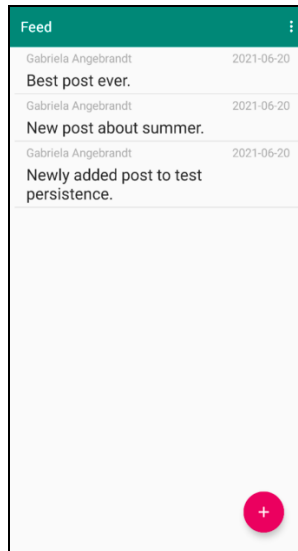 Feed
Gabriela Angebrandt 2021-06-20
Best post ever.
Gabriela Angebrandt 2021-06-20
New post about summer.
Gabriela Angebrandt 2021-06-20
Newly added post to test
persistence.
+